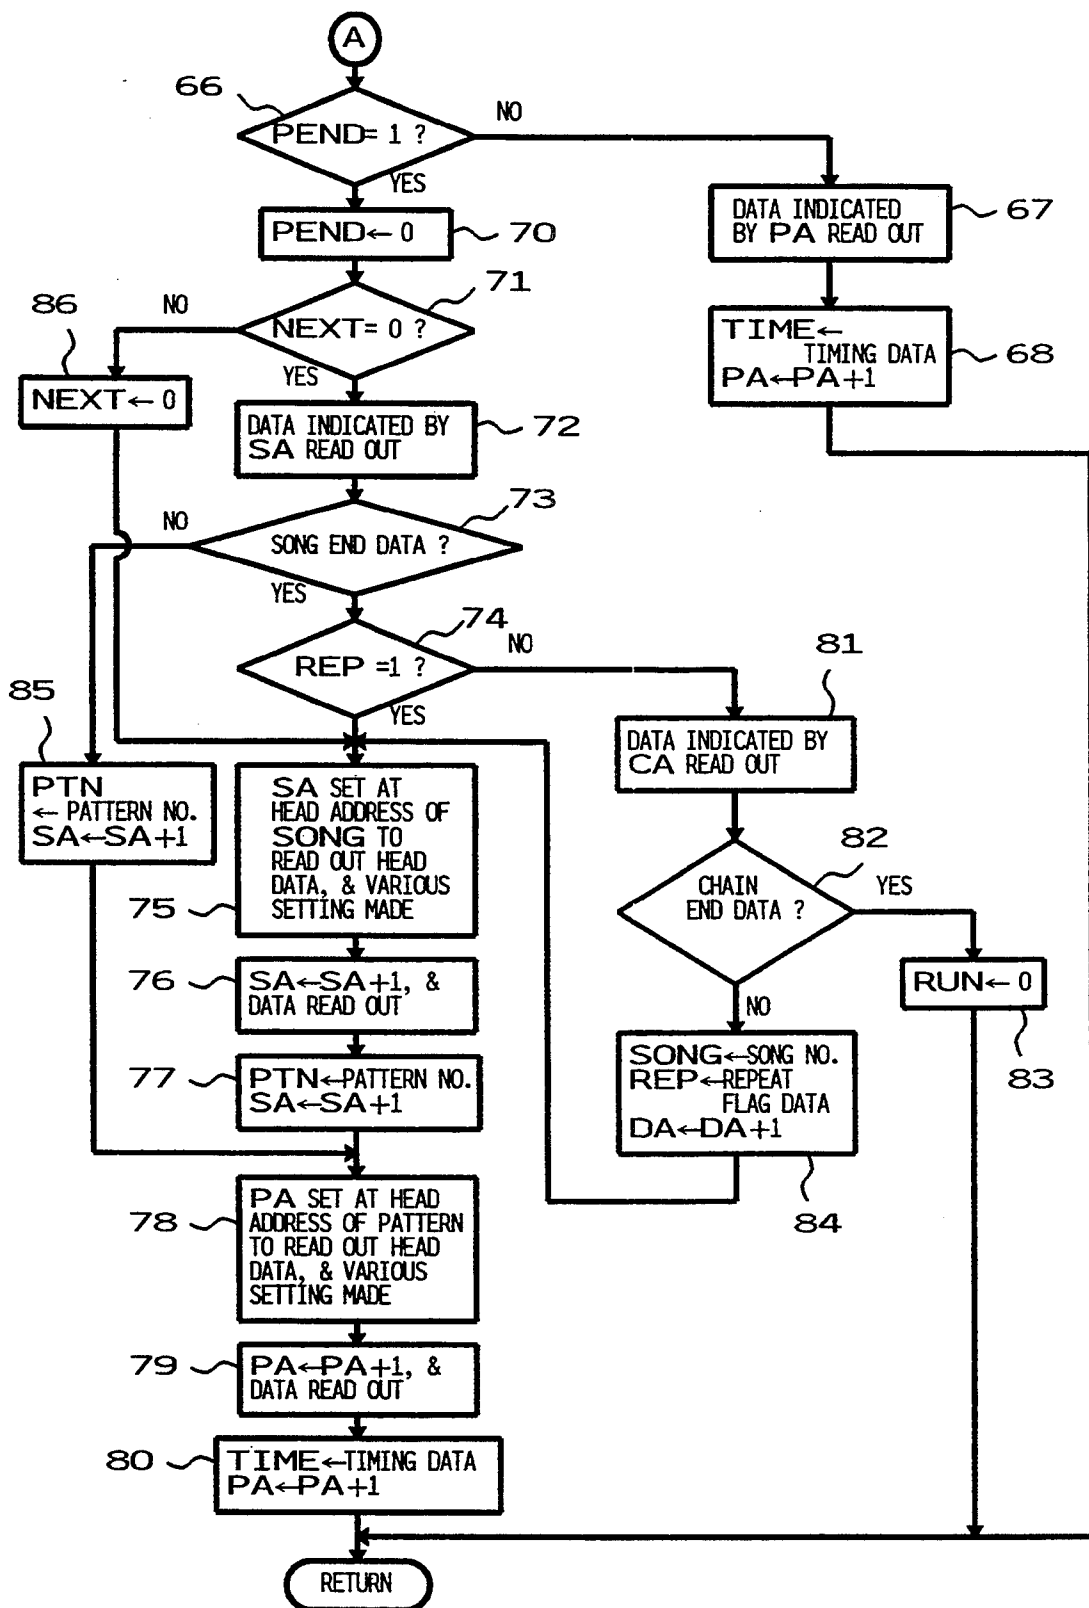 A
66
PEND= 1 ?
NO
YES
DATA INDICATED
BY PA READ OUT
67
PEND← 0
70
71
NEXT= 0 ?
NO
YES
86
NEXT← 0
TIME←
TIMING DATA
PA←PA+1
68
DATA INDICATED BY
SA READ OUT
72
73
SONG END DATA ?
NO
YES
74
REP =1 ?
NO
YES
81
DATA INDICATED BY
CA READ OUT
85
PTN
← PATTERN NO.
SA←SA+1
SA SET AT
HEAD ADDRESS OF
SONG TO
READ OUT HEAD
DATA, & VARIOUS
SETTING MADE
75
82
CHAIN
END DATA ?
YES
NO
RUN← 0
83
76
SA←SA+1, &
DATA READ OUT
77
PTN←PATTERN NO.
SA←SA+1
SONG←SONG NO.
REP←REPEAT
FLAG DATA
DA←DA+1
84
78
PA SET AT HEAD
ADDRESS OF PATTERN
TO READ OUT HEAD
DATA, & VARIOUS
SETTING MADE
79
PA←PA+1, &
DATA READ OUT
80
TIME←TIMING DATA
PA←PA+1
RETURN